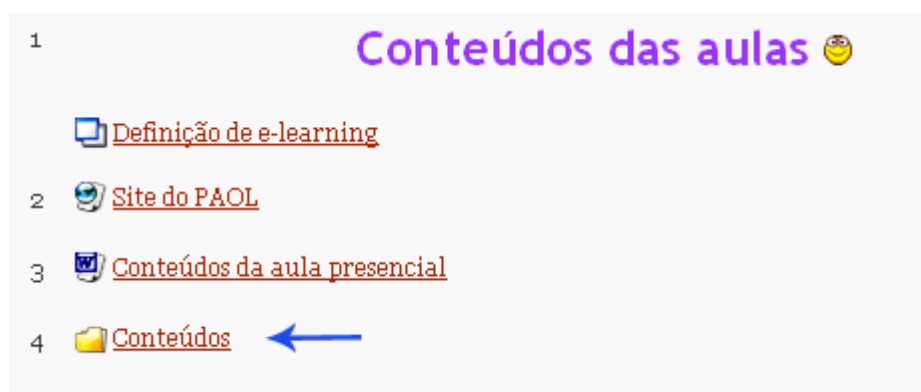 1 Conteúdos das aulas
Definição de e-learning
2 Site do PAOL
3 Conteúdos da aula presencial
4 Conteúdos